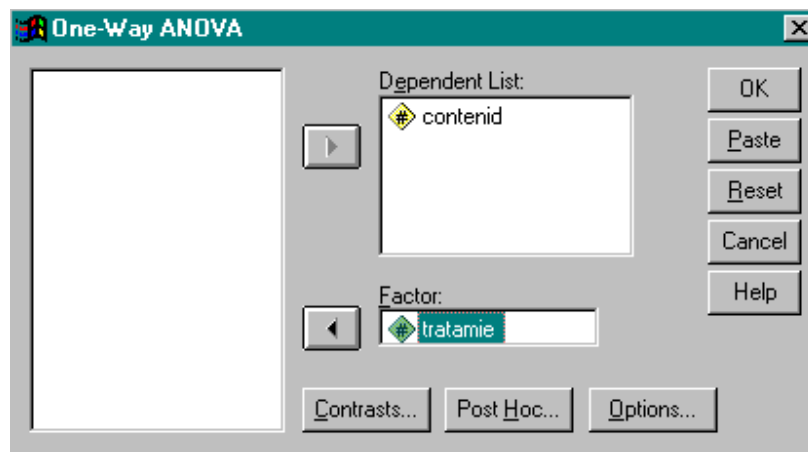 One-Way ANOVA
Dependent List:
# contenid
Factor:
# tratamie
OK
Paste
Reset
Cancel
Help
Contrasts...
Post Hoc...
Options...